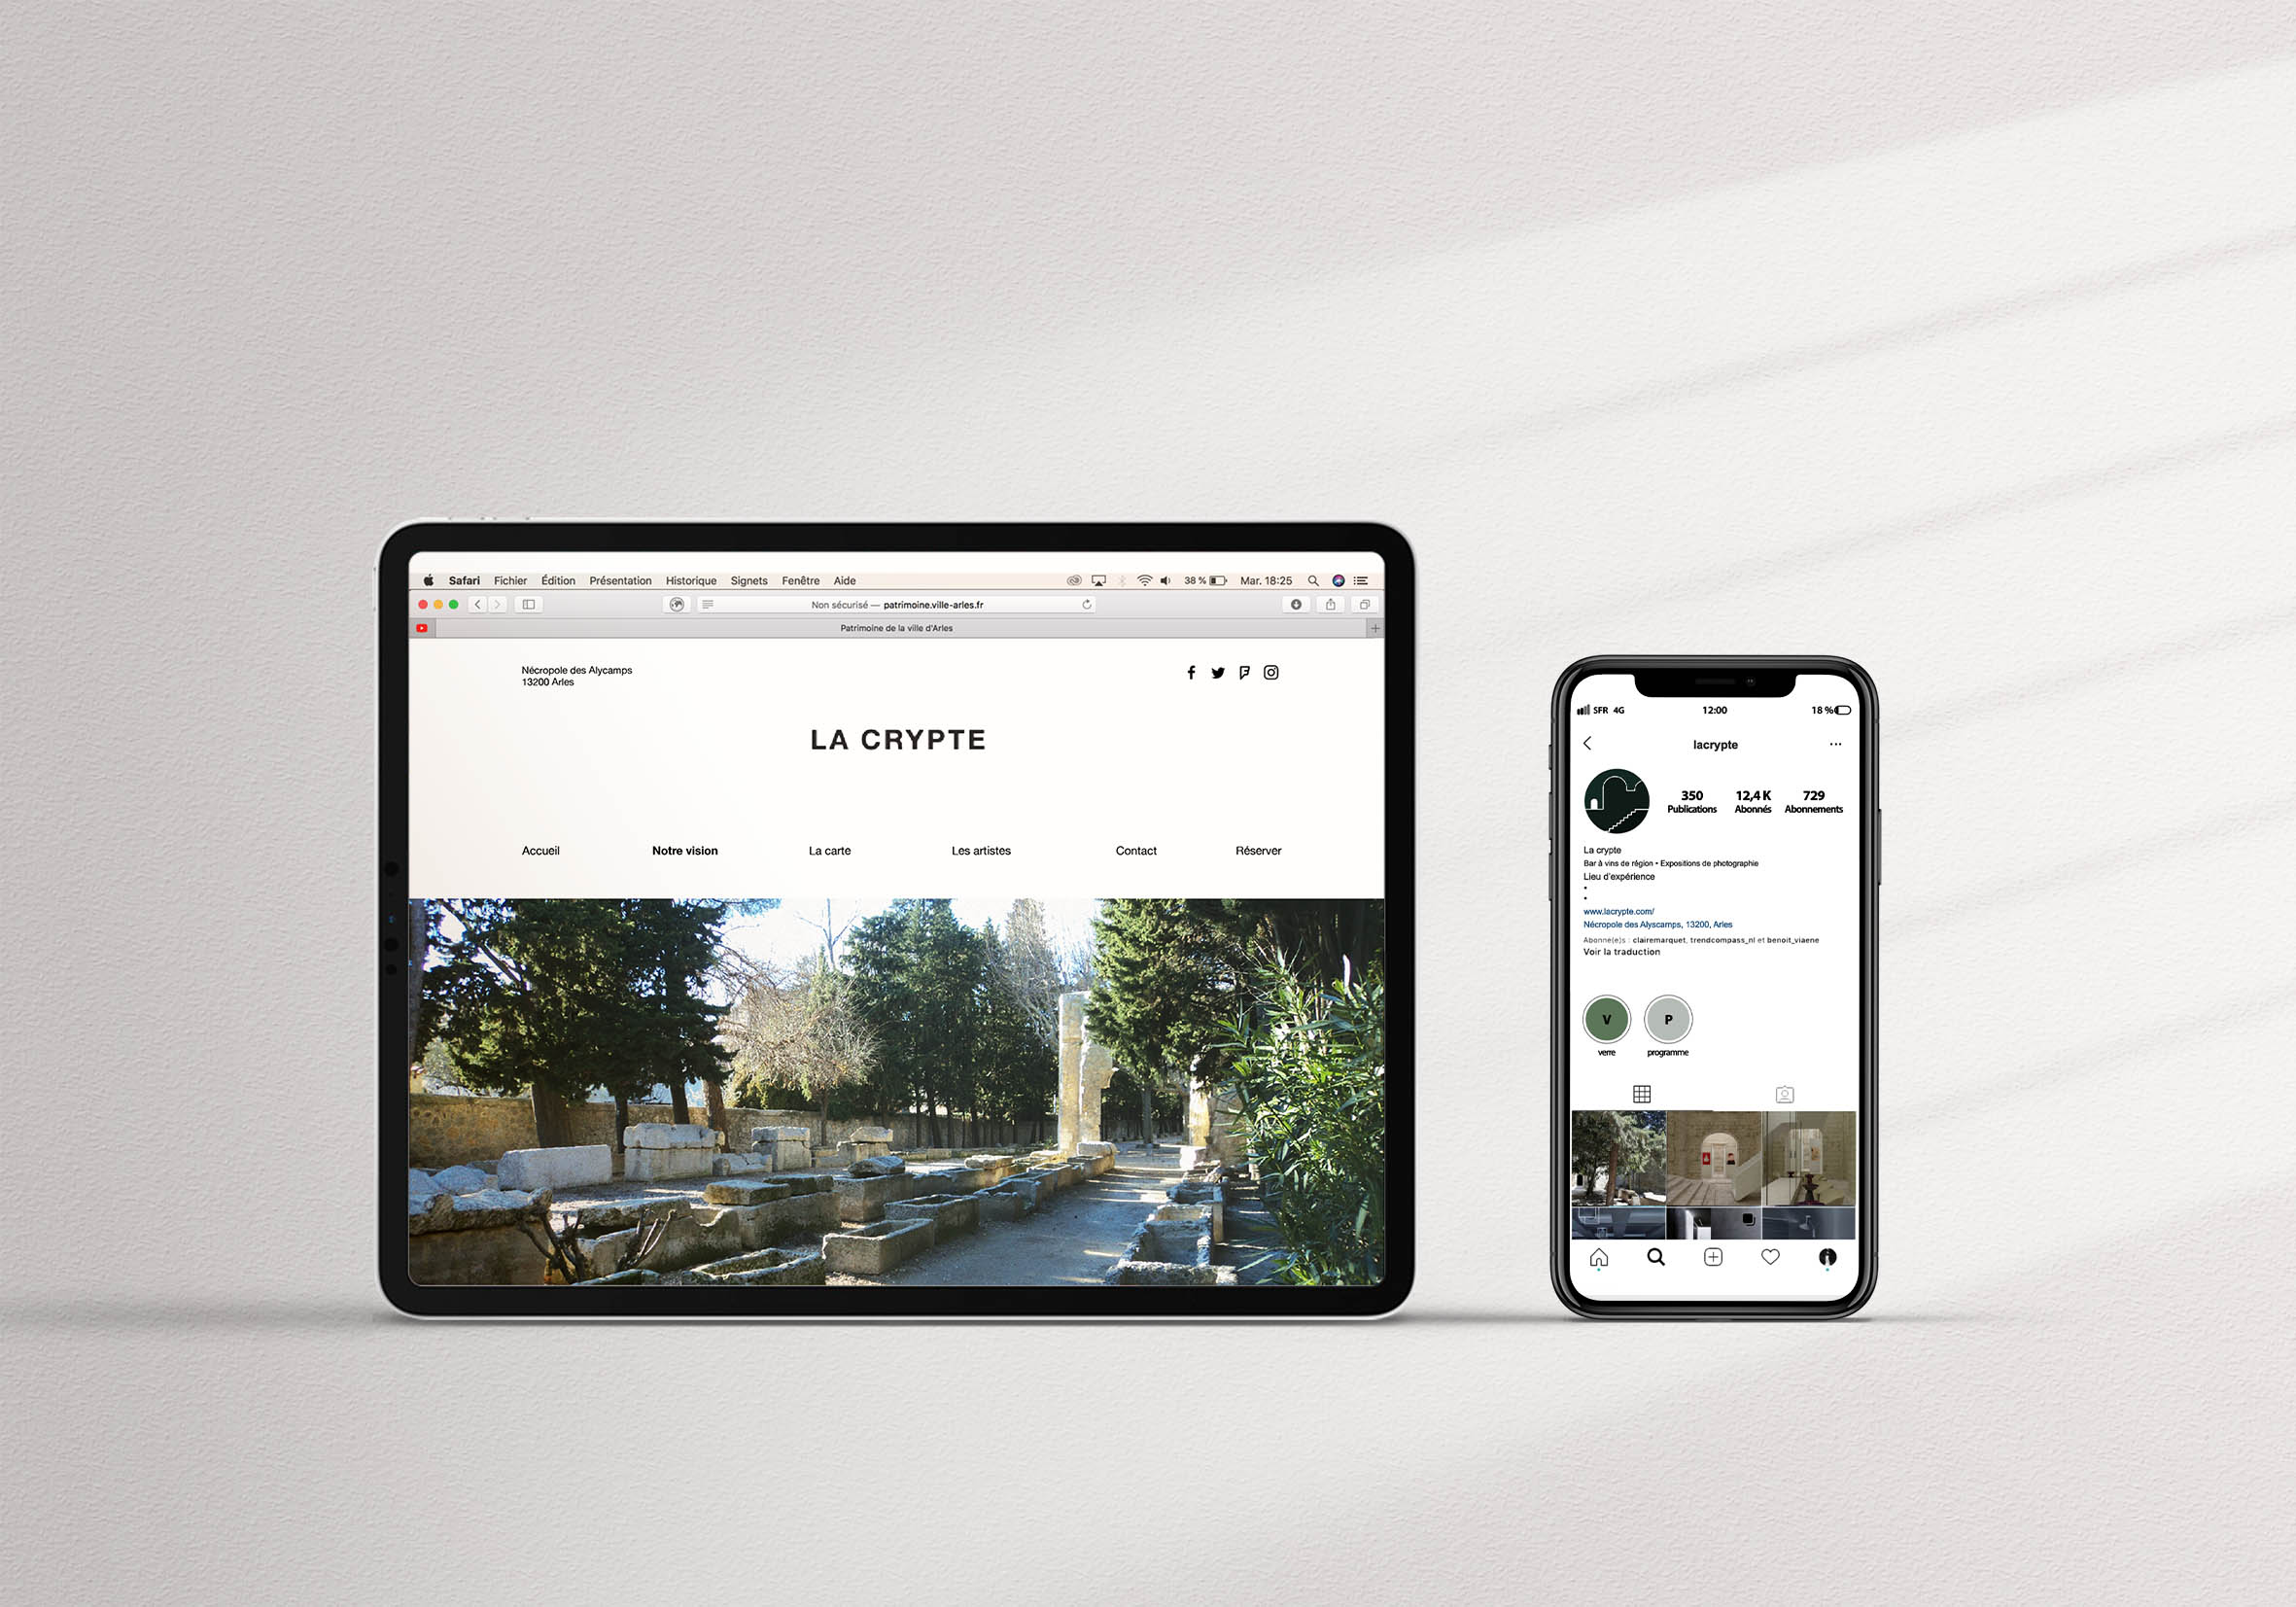 Safari Fichier Édition Présentation Historique Signets Fenêtre Aide 38 % Mar. 18:25
Non sécurisé — patrimoine.ville-arles.fr
Patrimoine de la ville d'Arles
Nécropole des Alycamps
13200 Arles
LA CRYPTE
Accueil Notre vision La carte Les artistes Contact Réserver
SFR 4G 12:00 18 %
lacrypte
350 12,4 K 729
Publications Abonnés Abonnements
La crypte
Bar à vins de région • Expositions de photographie
Lieu d'expérience
•
•
www.lacrypte.com/
Nécropole des Alyscamps, 13200, Arles
Abonné(e)s : clairemarquet, trendcompass_nl et benoit_viaene
Voir la traduction
V P
verre programme